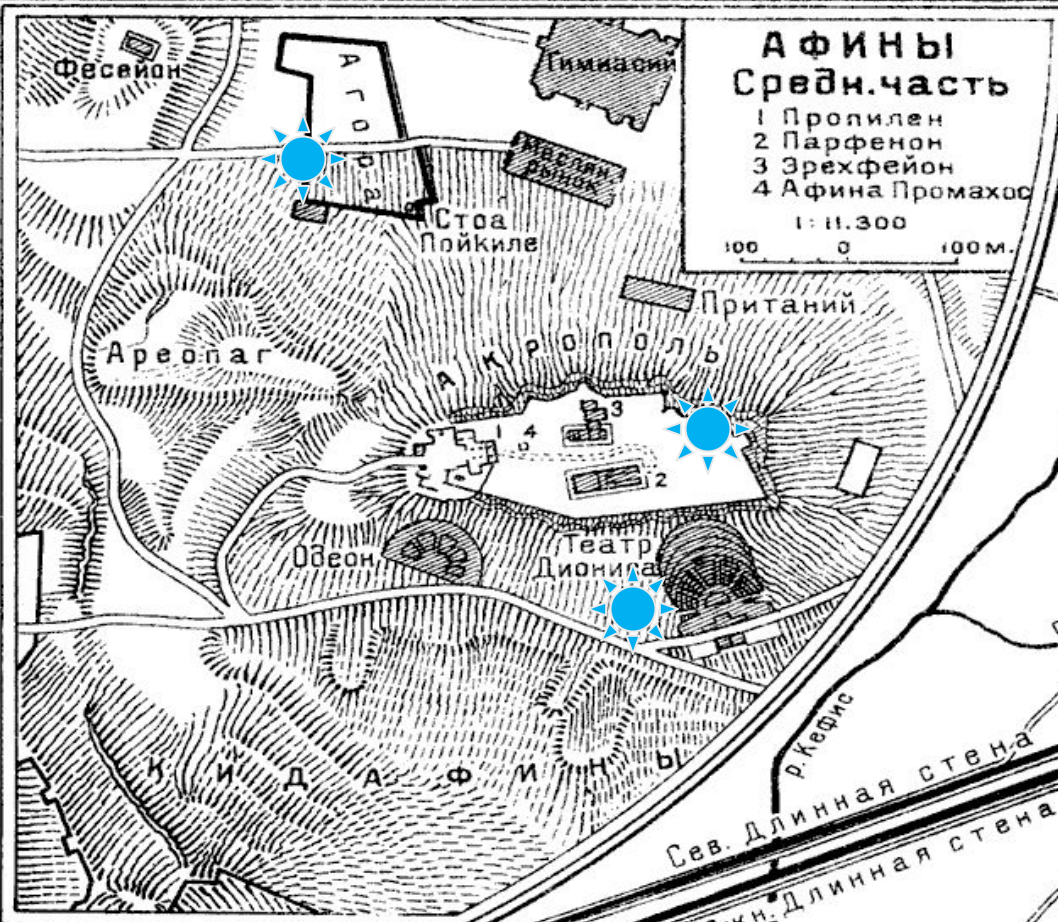 Фесейон
Агора
Гимнасий
АФИНЫ
Средн.часть
1 Пропилеи
2 Парфенон
3 Эрехфейон
4 Афина Промахос
1:11.300
100 0 100 м.
Маслян
рынок
Стоа
Пойкиле
Пританий
Ареопаг
АКРОПОЛЬ
1 4
3
2
Одеон
Театр
Диониса
КИДАФИНЫ
р.Кефис
Сев. Длинная стена
Длинная стена